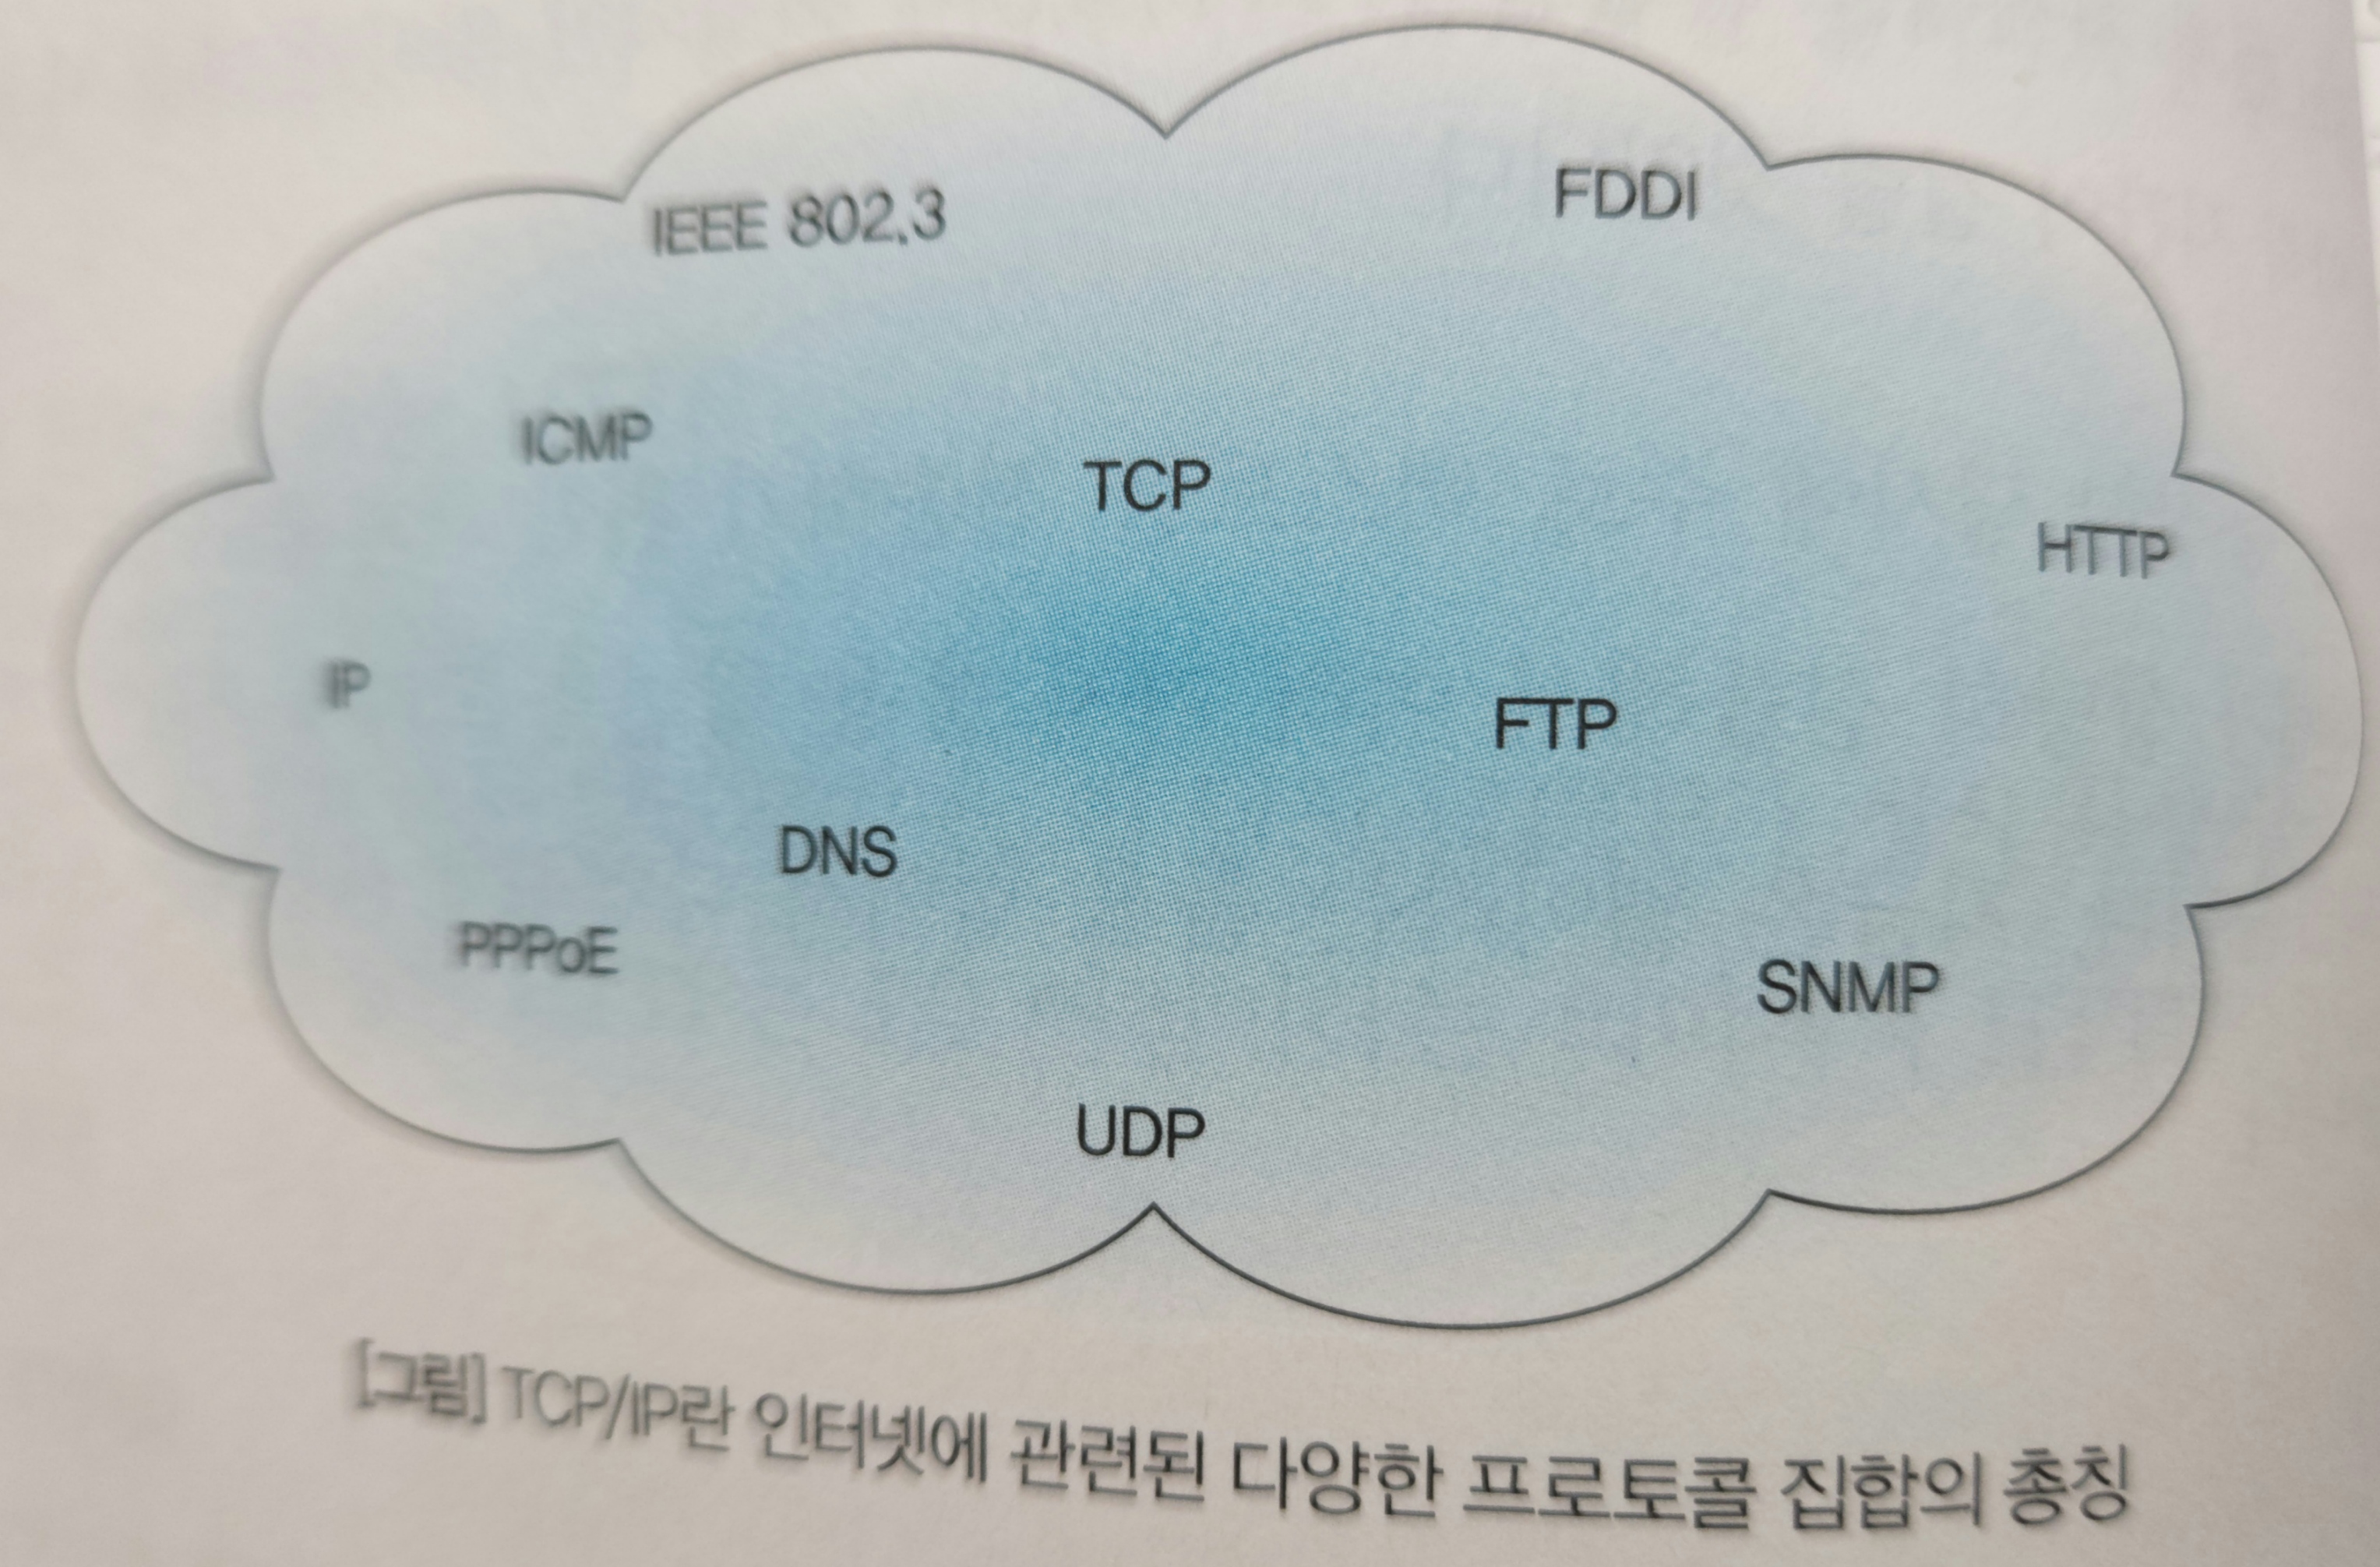 IEEE 802.3
FDDI
ICMP
TCP
HTTP
IP
FTP
DNS
PPPoE
SNMP
UDP
[그림] TCP/IP란 인터넷에 관련된 다양한 프로토콜 집합의 총칭